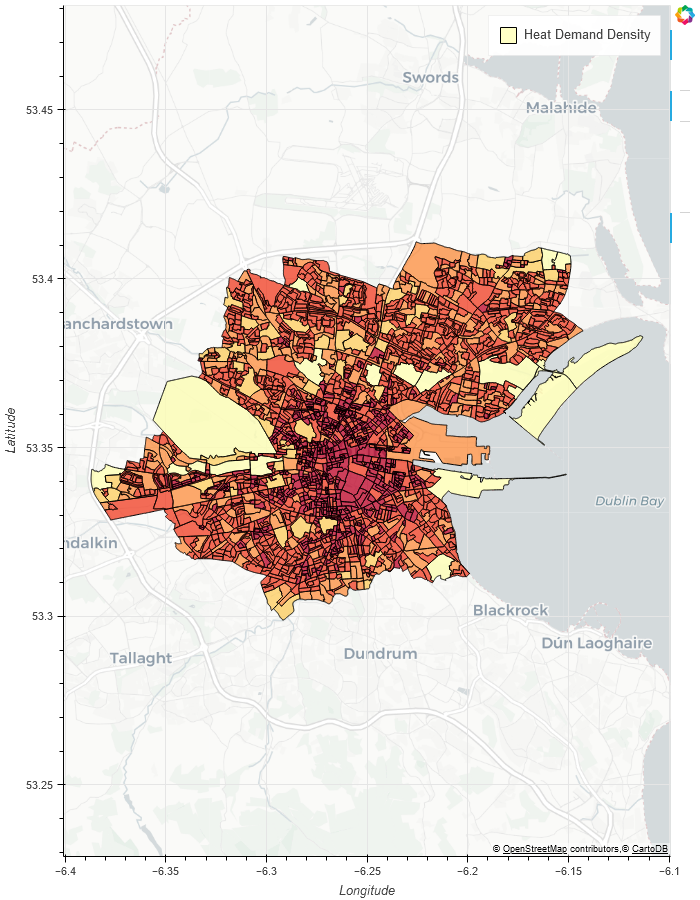 Heat Demand Density
Swords
Malahide
53.45
53.4
anchardstown
53.35
Latitude
Dublin Bay
ndalkin
53.3
Blackrock
Dún Laoghaire
Tallaght
Dundrum
53.25
© OpenStreetMap contributors,© CartoDB
−6.4
−6.35
−6.3
−6.25
−6.2
−6.15
−6.1
Longitude